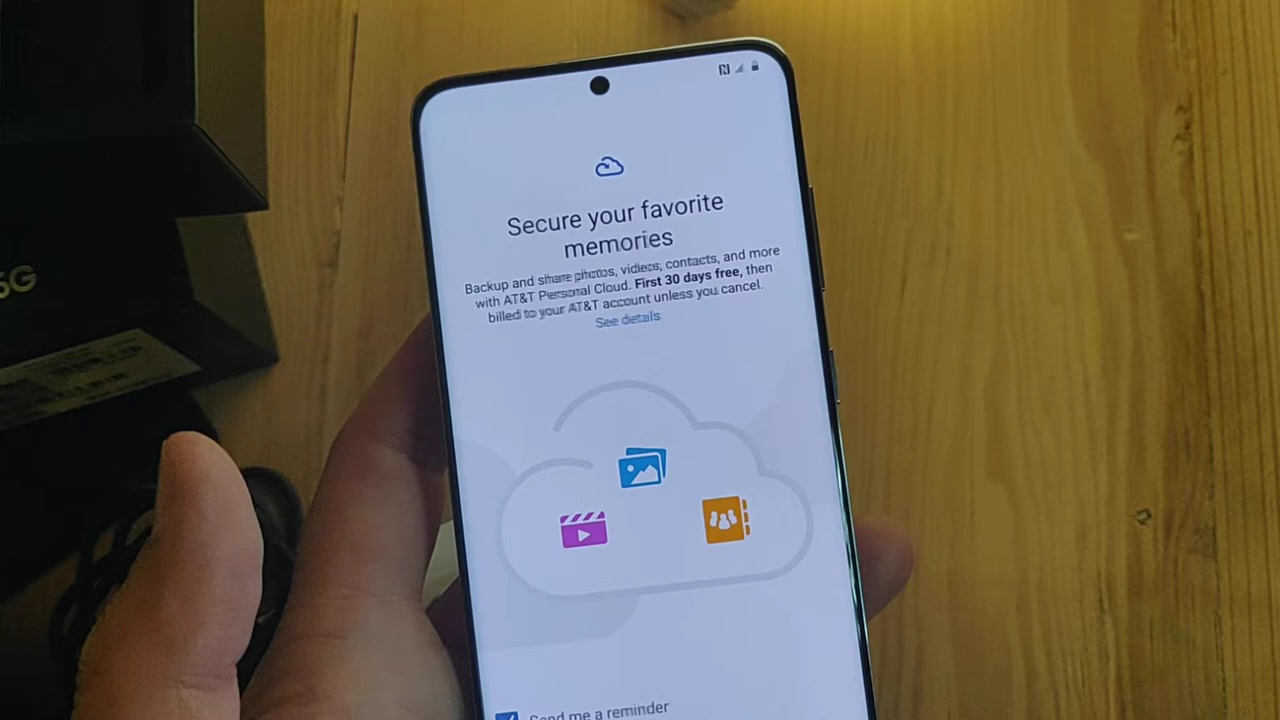 Secure your favorite
memories
Backup and share photos, videos, contacts, and more
with AT&T Personal Cloud. First 30 days free, then
billed to your AT&T account unless you cancel.
See details
Send me a reminder
5G